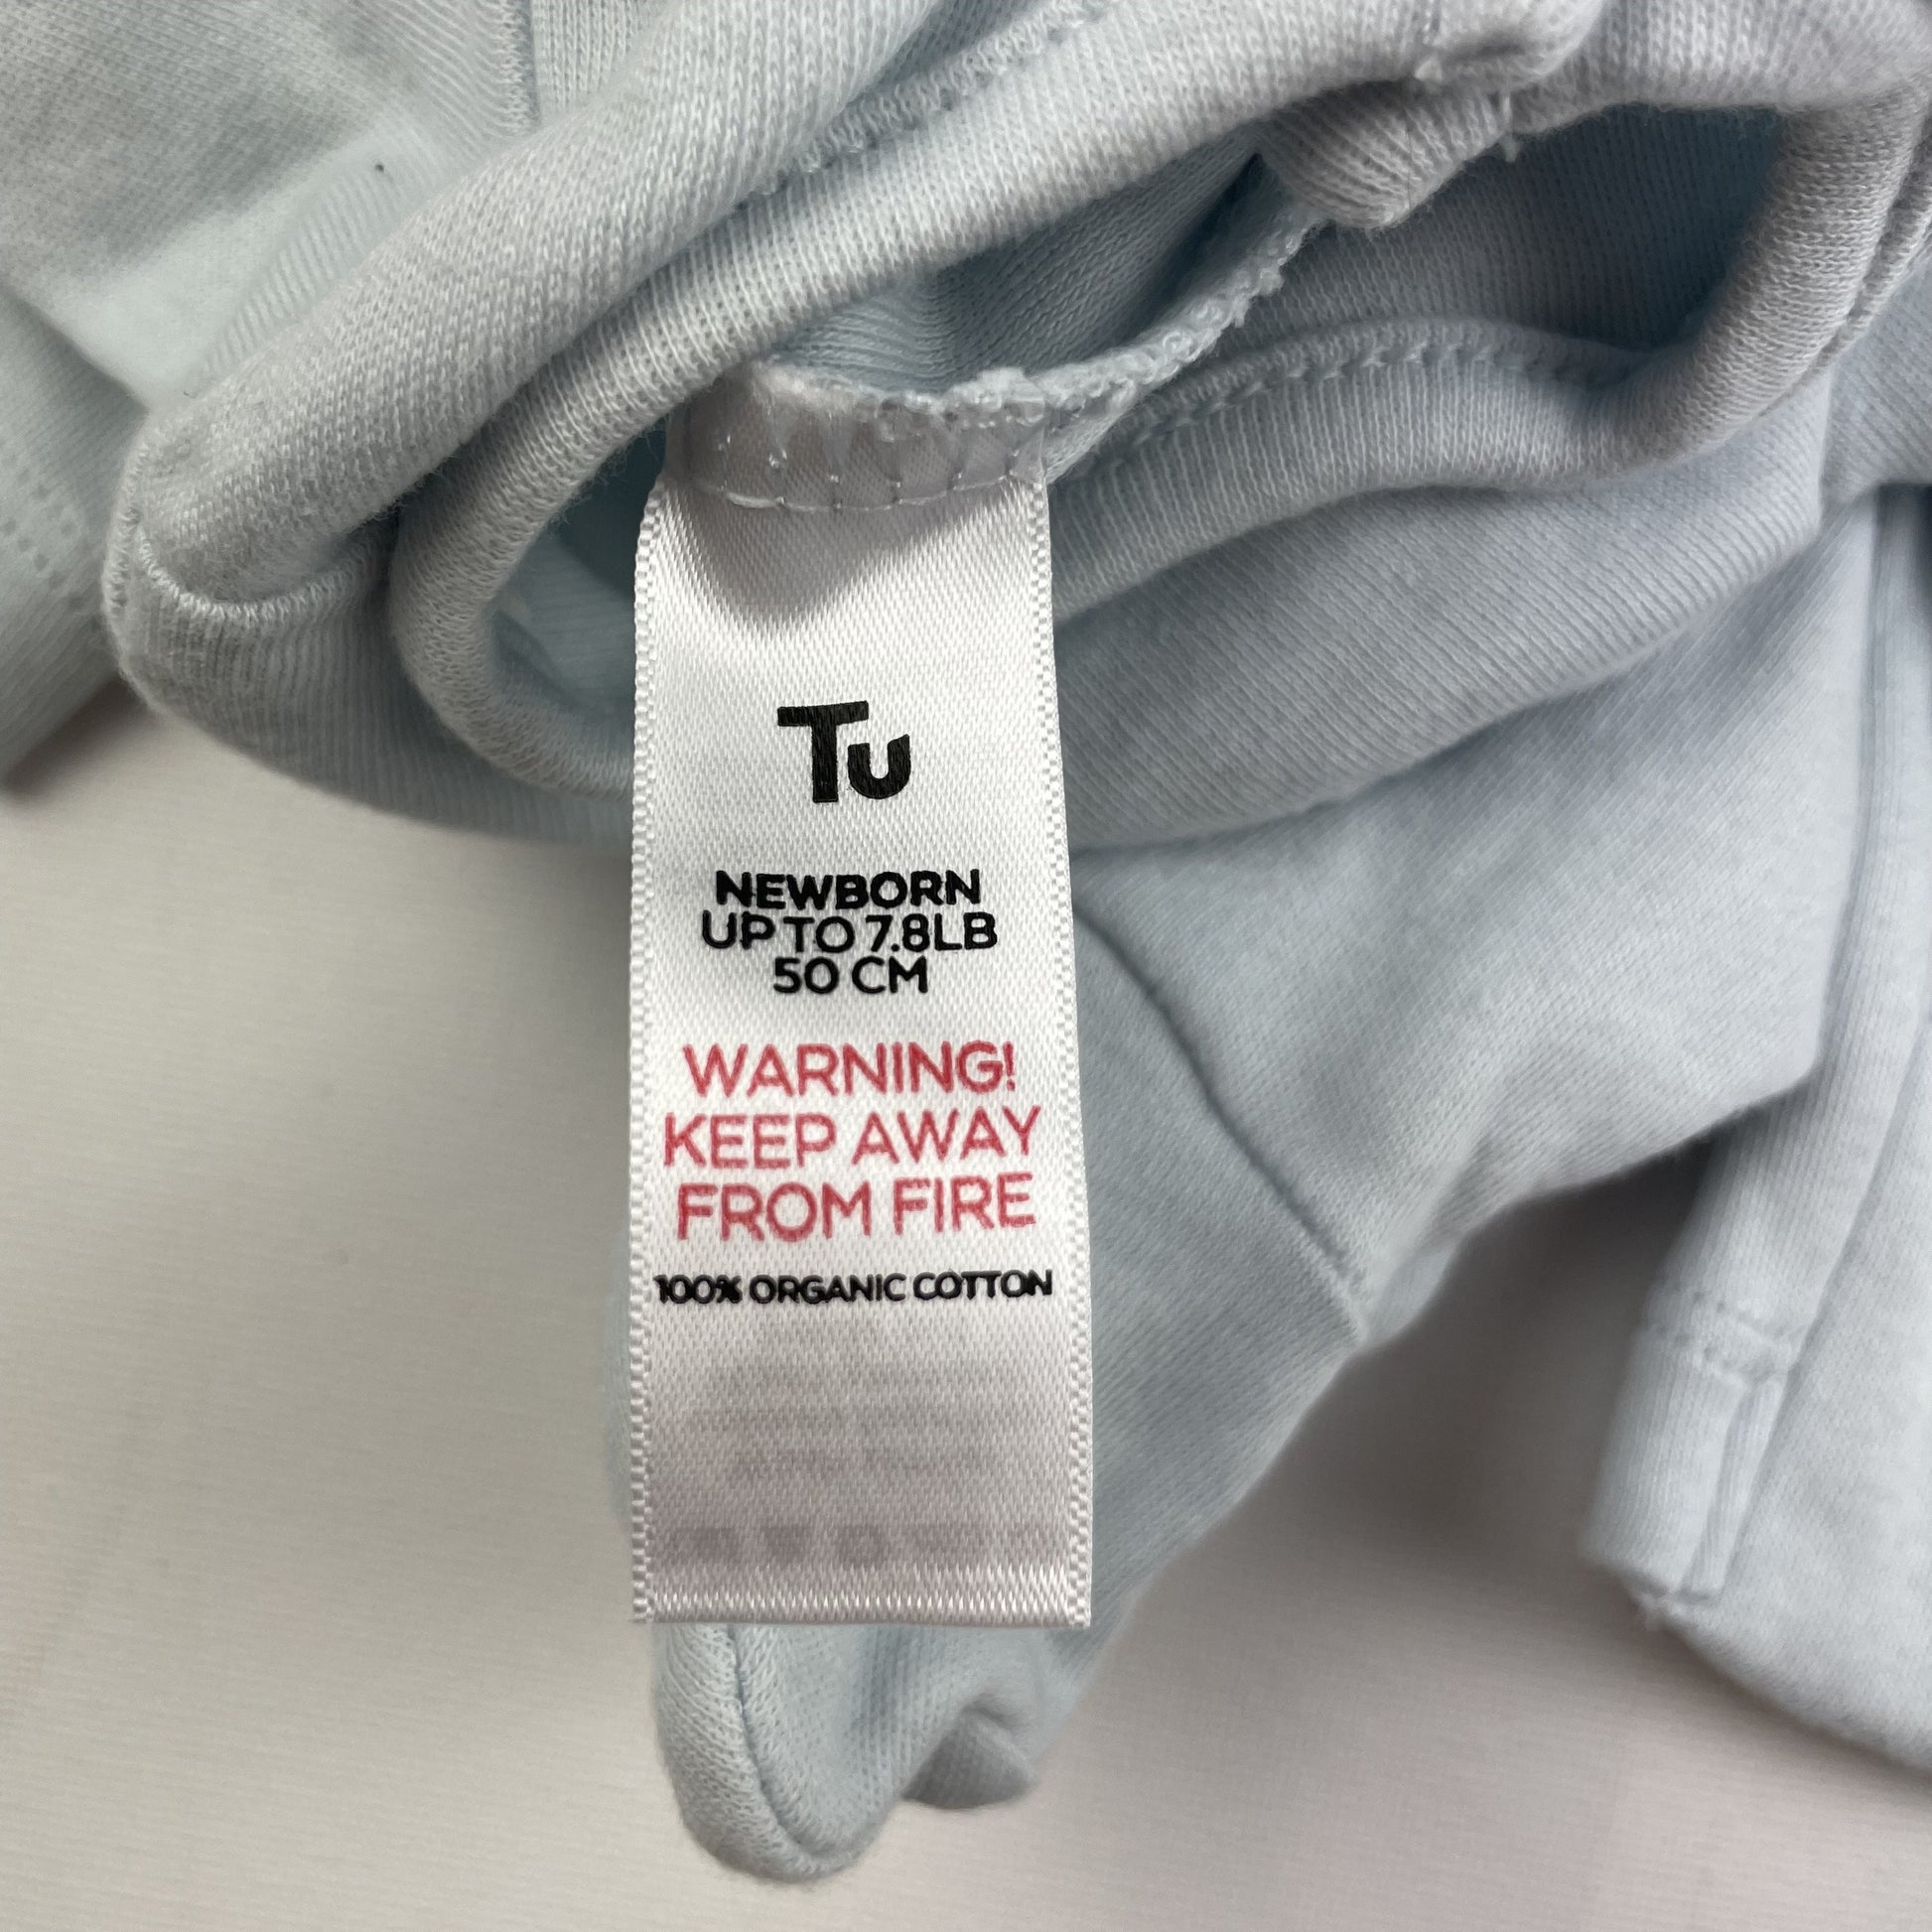 Tu
NEWBORN
UP TO 7.8LB
50 CM
WARNING!
KEEP AWAY
FROM FIRE
100% ORGANIC COTTON